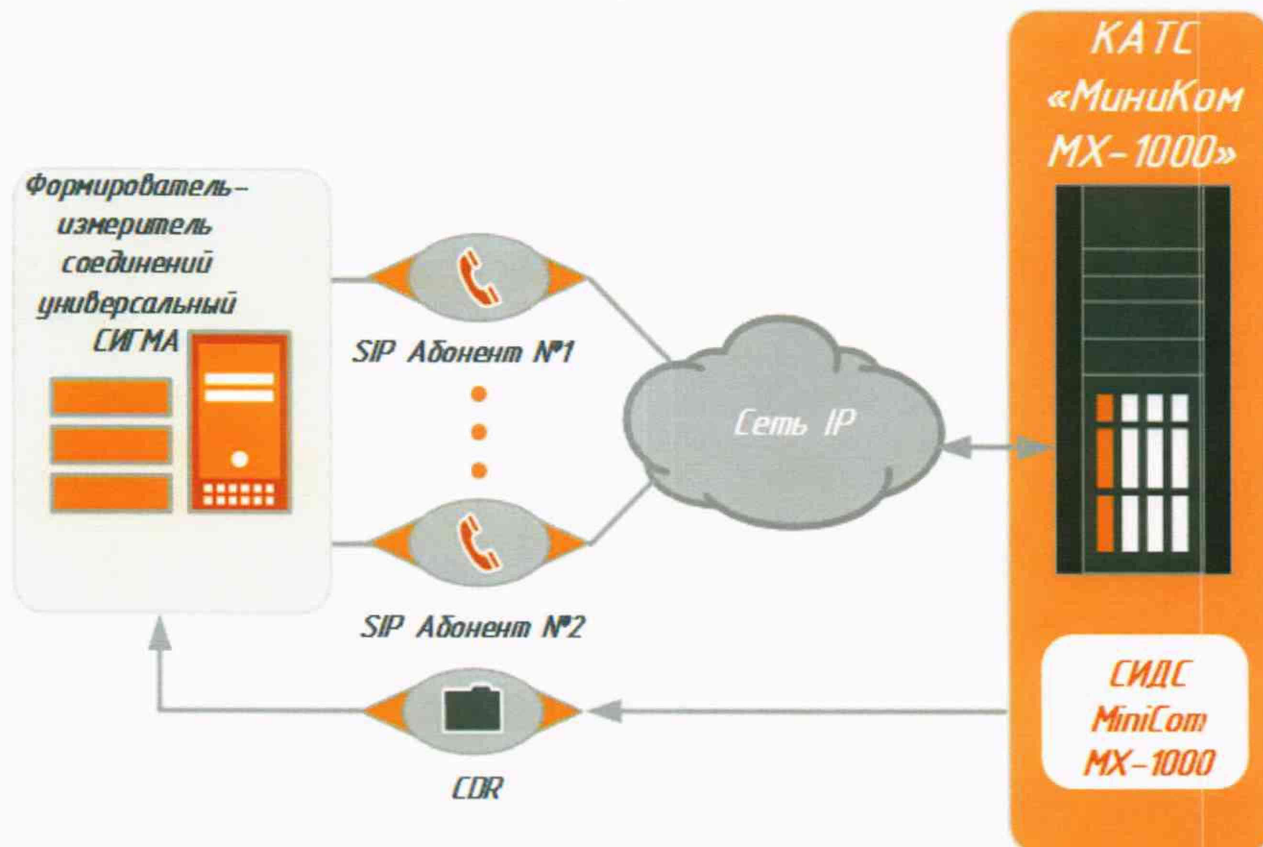 КАТС
«МиниКом
МХ-1000»
Формирователь-
измеритель
соединений
универсальный
СИГМА
SIP Абонент №1
Сеть IP
SIP Абонент №2
CDR
СИДС
MiniCom
MX-1000